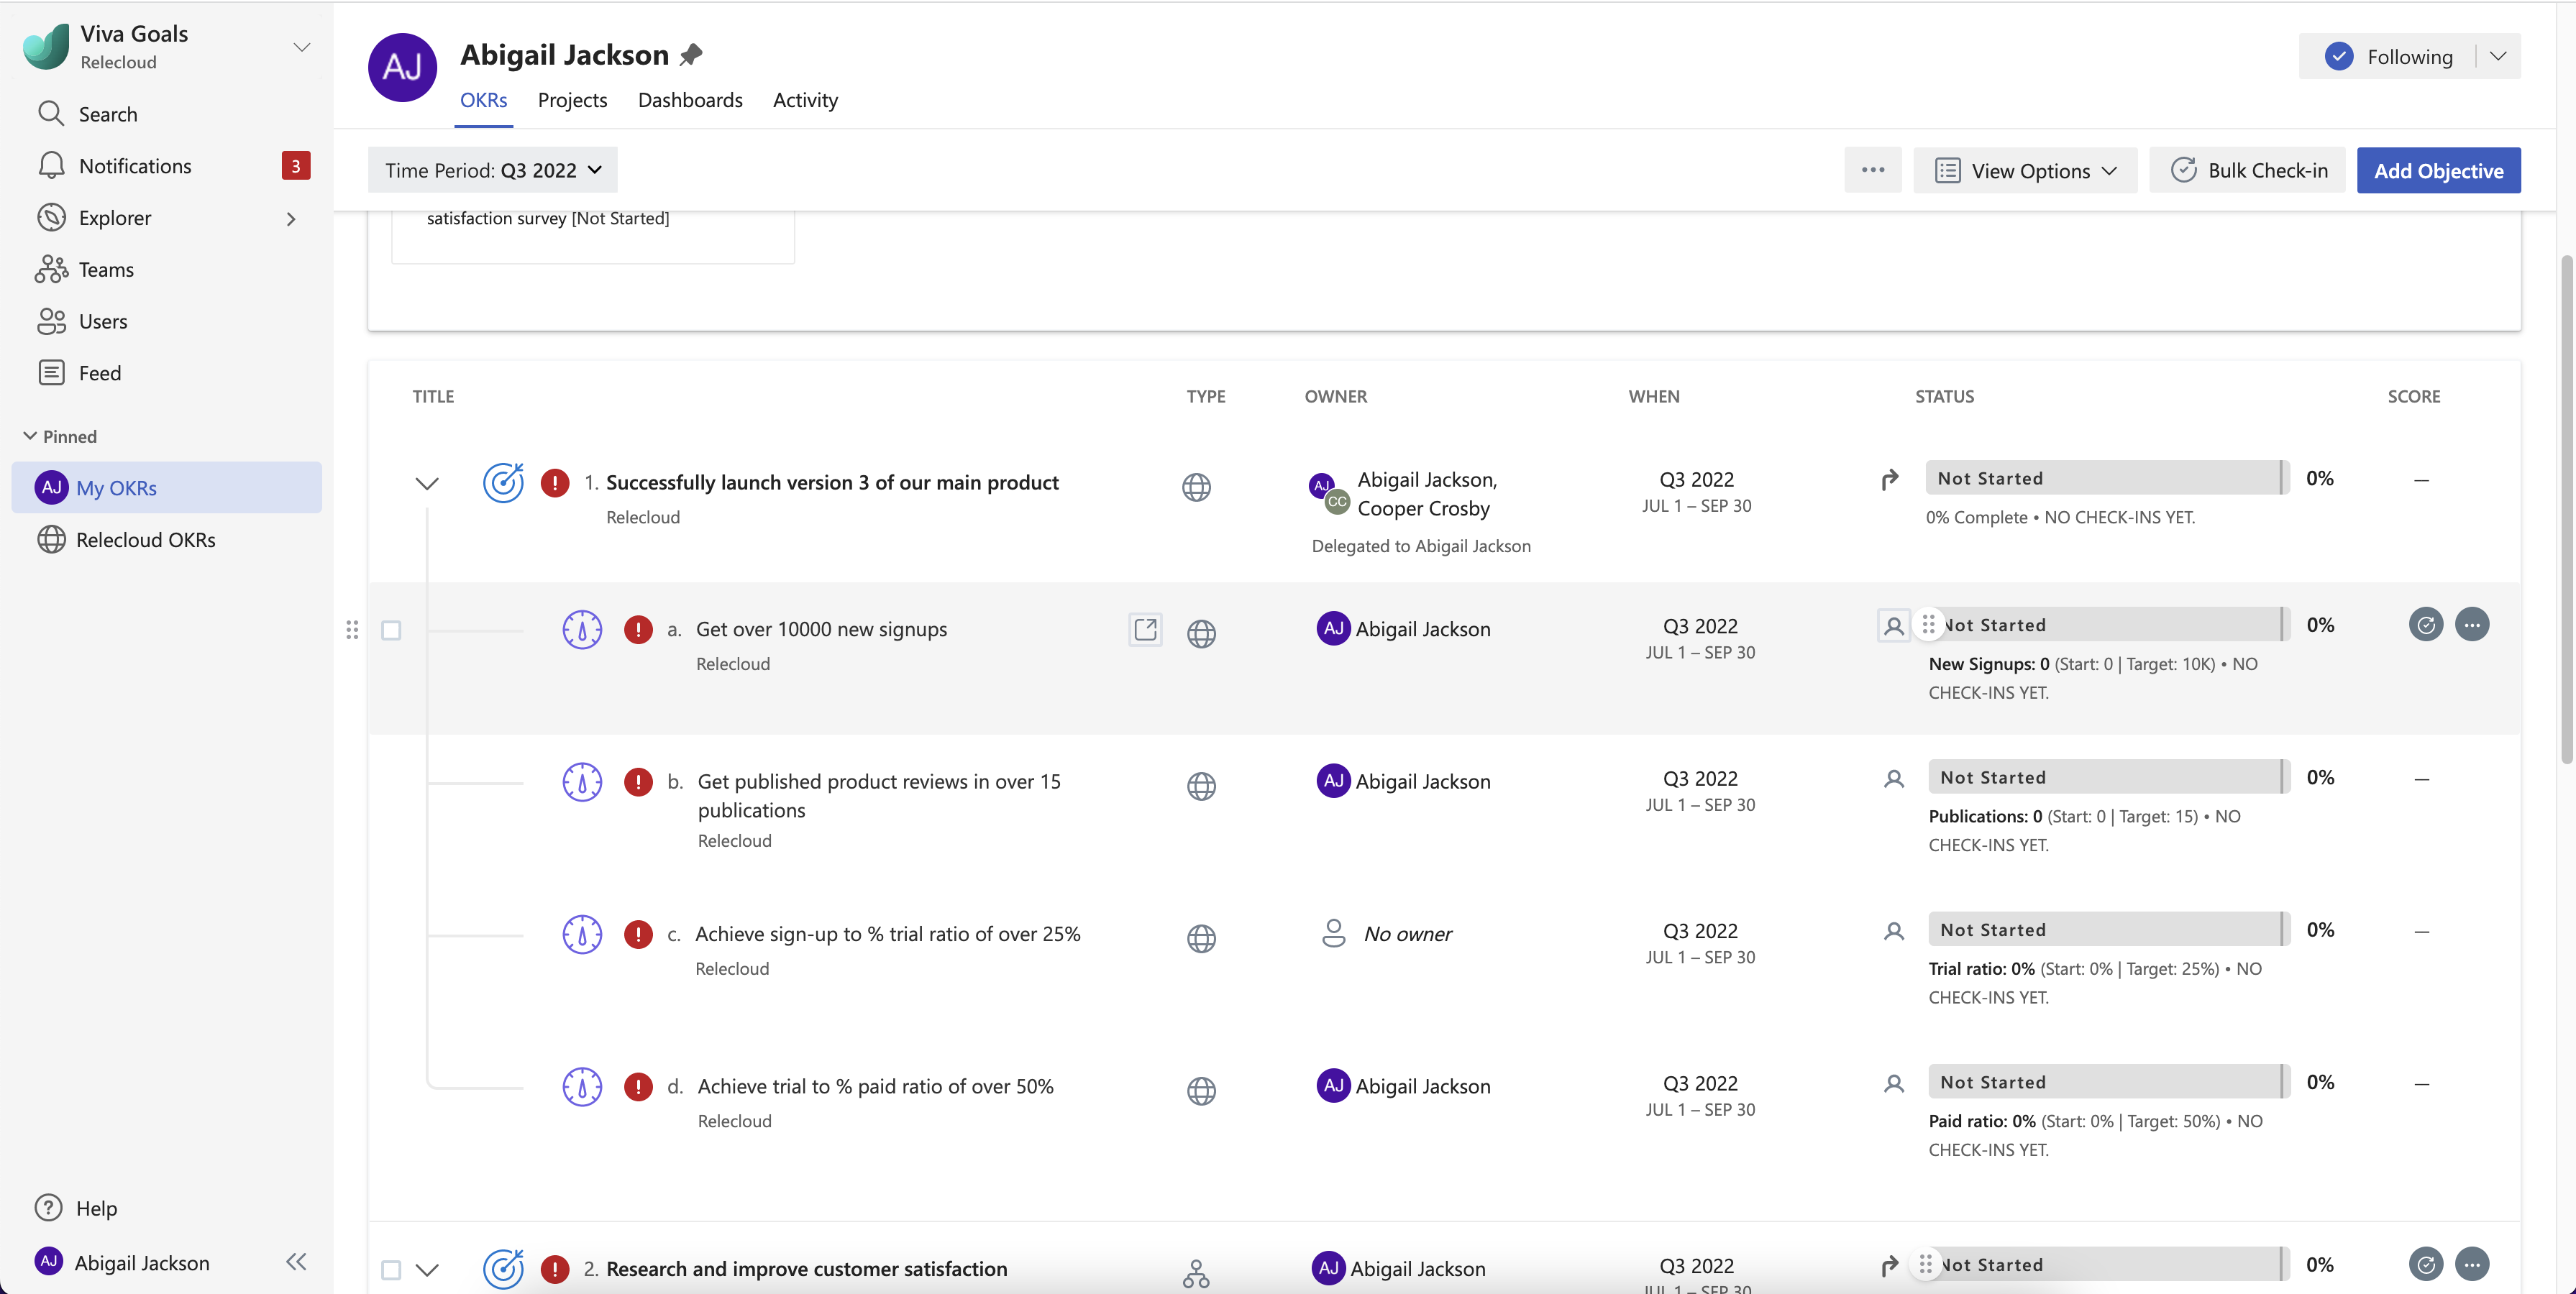 Viva Goals
Relecloud
Search
Notifications 3
Explorer
Teams
Users
Feed
Pinned
AJ My OKRs
Relecloud OKRs
Help
AJ Abigail Jackson
AJ Abigail Jackson
Following
OKRs Projects Dashboards Activity
Time Period: Q3 2022
View Options Bulk Check-in Add Objective
satisfaction survey [Not Started]
TITLE TYPE OWNER WHEN STATUS SCORE
1. Successfully launch version 3 of our main product
Relecloud
AJ CC Abigail Jackson,
Cooper Crosby
Delegated to Abigail Jackson
Q3 2022
JUL 1 – SEP 30
Not Started 0% —
0% Complete • NO CHECK-INS YET.
a. Get over 10000 new signups
Relecloud
AJ Abigail Jackson
Q3 2022
JUL 1 – SEP 30
Not Started 0%
New Signups: 0 (Start: 0 | Target: 10K) • NO
CHECK-INS YET.
b. Get published product reviews in over 15
publications
Relecloud
AJ Abigail Jackson
Q3 2022
JUL 1 – SEP 30
Not Started 0% —
Publications: 0 (Start: 0 | Target: 15) • NO
CHECK-INS YET.
c. Achieve sign-up to % trial ratio of over 25%
Relecloud
No owner
Q3 2022
JUL 1 – SEP 30
Not Started 0% —
Trial ratio: 0% (Start: 0% | Target: 25%) • NO
CHECK-INS YET.
d. Achieve trial to % paid ratio of over 50%
Relecloud
AJ Abigail Jackson
Q3 2022
JUL 1 – SEP 30
Not Started 0% —
Paid ratio: 0% (Start: 0% | Target: 50%) • NO
CHECK-INS YET.
2. Research and improve customer satisfaction
AJ Abigail Jackson
Q3 2022
JUL 1 – SEP 30
Not Started 0%